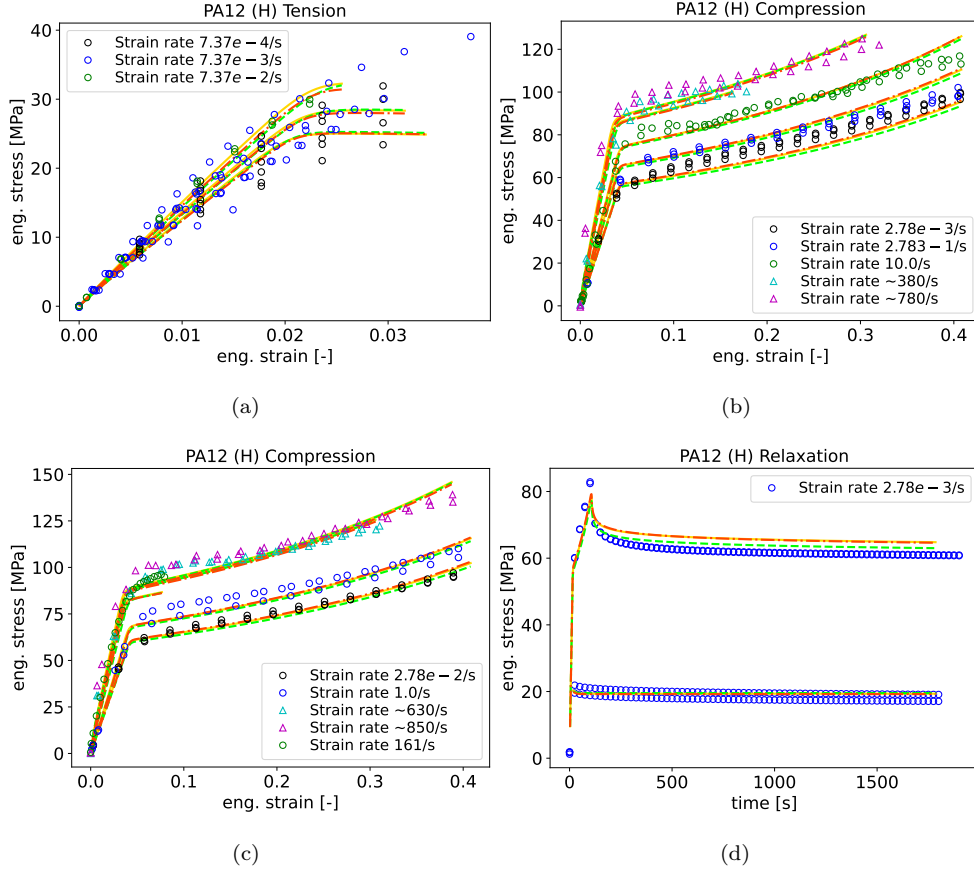 PA12 (H) Tension
40
30
20
10
0
eng. stress [MPa]
Strain rate 7.37e−4/s
Strain rate 7.37e−3/s
Strain rate 7.37e−2/s
0.00 0.01 0.02 0.03
eng. strain [-]
(a)
PA12 (H) Compression
120
100
80
60
40
20
0
eng. stress [MPa]
Strain rate 2.78e−3/s
Strain rate 2.783−1/s
Strain rate 10.0/s
Strain rate ~380/s
Strain rate ~780/s
0.0 0.1 0.2 0.3 0.4
eng. strain [-]
(b)
PA12 (H) Compression
150
125
100
75
50
25
0
eng. stress [MPa]
Strain rate 2.78e−2/s
Strain rate 1.0/s
Strain rate ~630/s
Strain rate ~850/s
Strain rate 161/s
0.0 0.1 0.2 0.3 0.4
eng. strain [-]
(c)
PA12 (H) Relaxation
80
60
40
20
0
eng. stress [MPa]
Strain rate 2.78e−3/s
0 500 1000 1500
time [s]
(d)